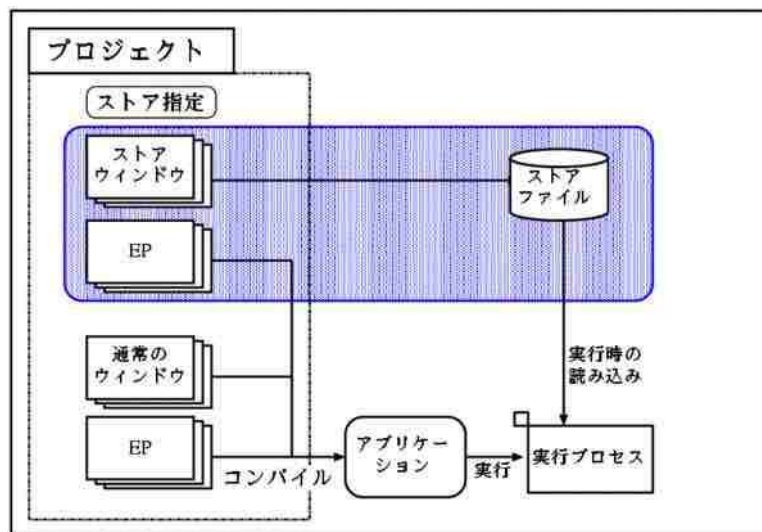 プロジェクト
ストア指定
ストア
ウィンドウ
ストア
ファイル
EP
通常の
ウィンドウ
実行時の
読み込み
EP
コンパイル
アプリケー
ション
実行
実行プロセス